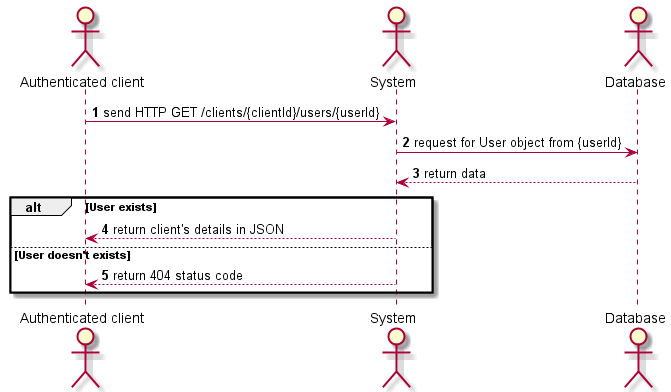 Authenticated client System Database
1 send HTTP GET /clients/{clientId}/users/{userId}
2 request for User object from {userId}
3 return data
alt [User exists]
4 return client's details in JSON
[User doesn't exists]
5 return 404 status code
Authenticated client System Database